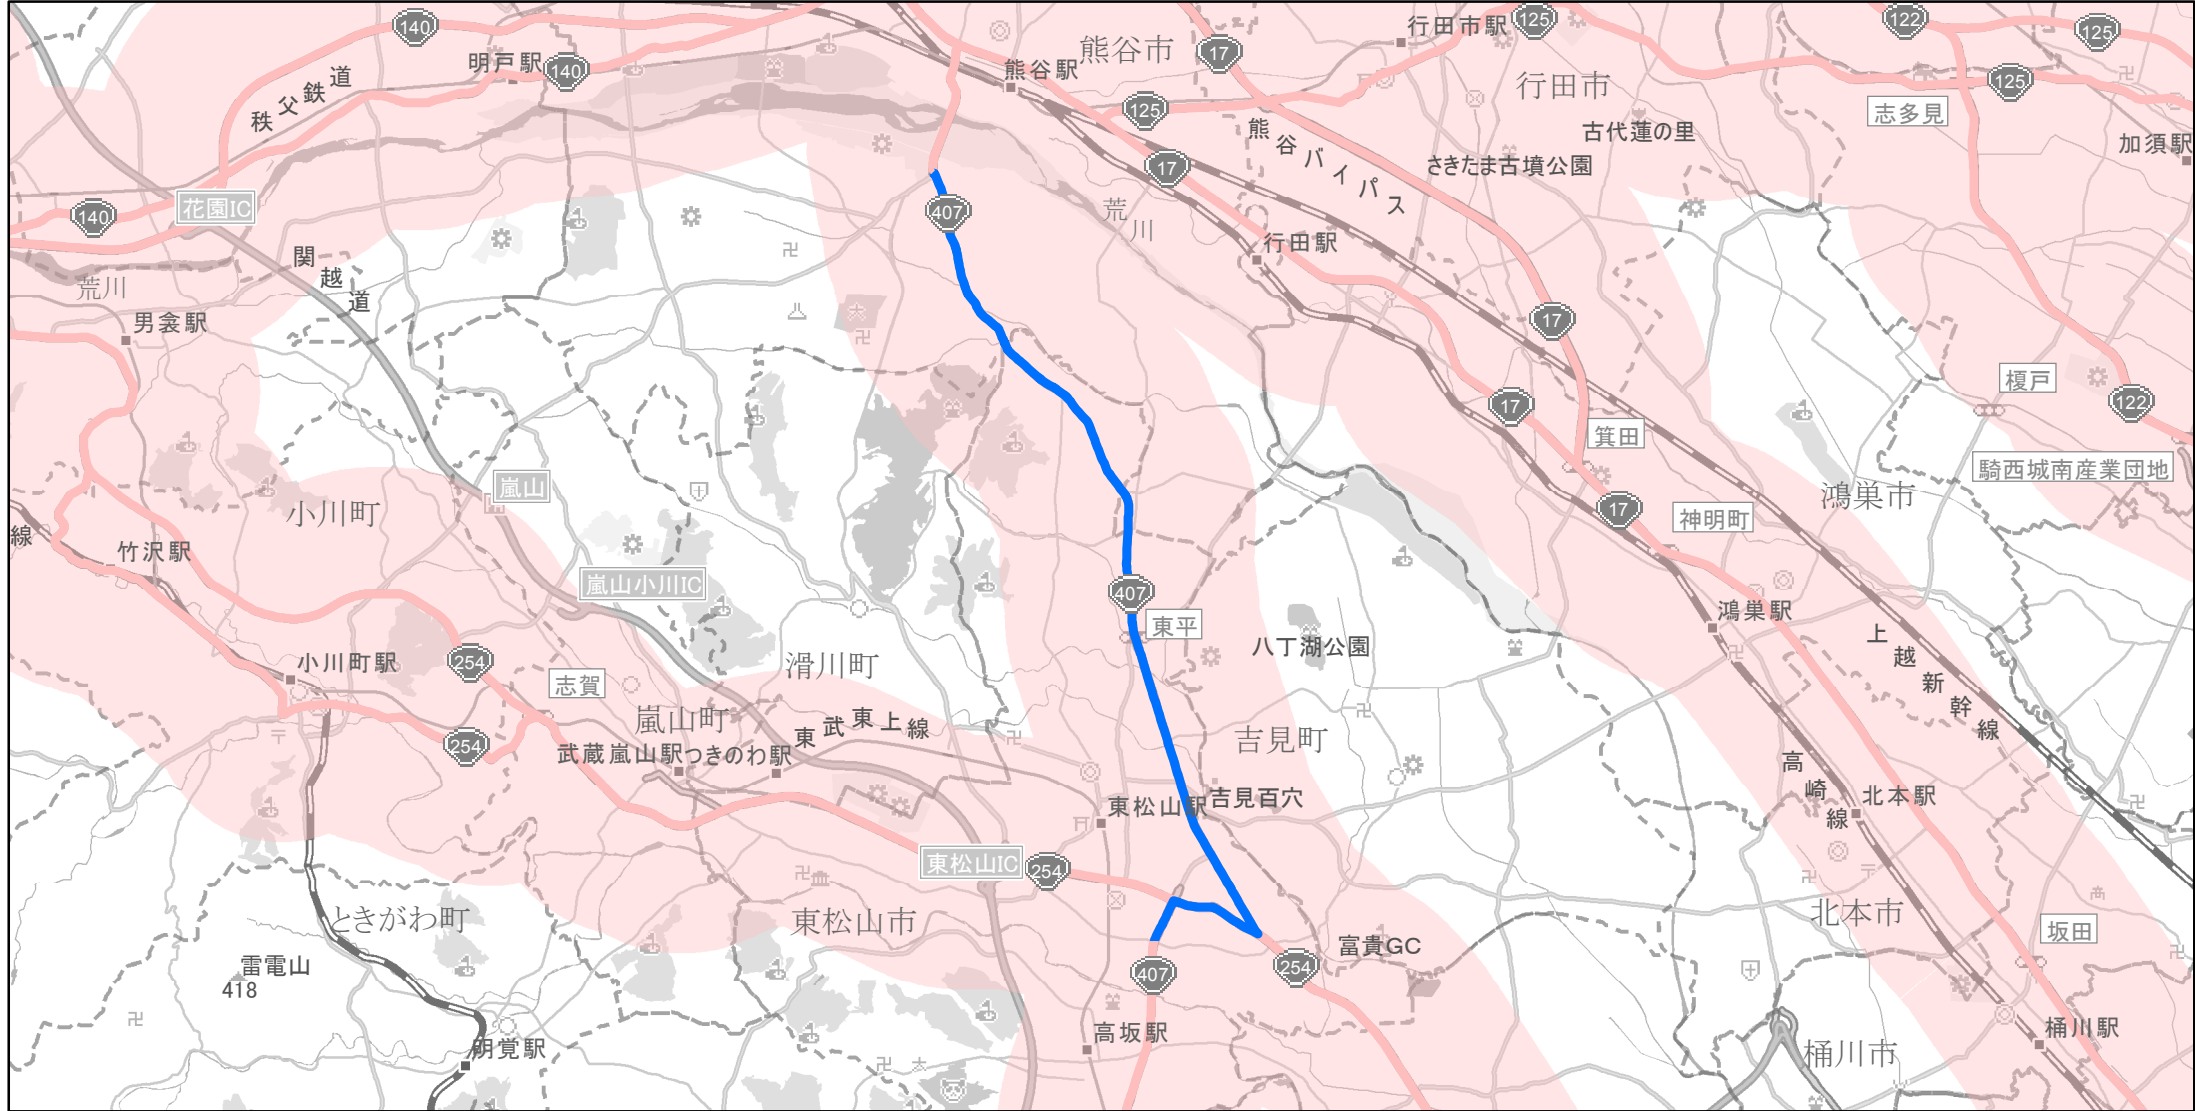 140
125
122
125
行田市駅
熊谷市
17
明戸駅
140
熊谷駅
行田市
125
志多見
秩父鉄道
125
古代蓮の里
加須駅
熊谷バイパス
17
さきたま古墳公園
140
花園IC
407
荒川
行田駅
関越道
荒川
男衾駅
17
榎戸
122
17
箕田
騎西城南産業団地
嵐山
小川町
鴻巣市
17
神明町
線
竹沢駅
嵐山小川IC
407
東平
鴻巣駅
八丁湖公園
上越新幹線
小川町駅
254
志賀
滑川町
嵐山町
東武東上線
254
武蔵嵐山駅
つきのわ駅
吉見町
高崎線
東松山駅
吉見百穴
北本駅
東松山IC
254
ときがわ町
東松山市
北本市
坂田
富貴GC
雷電山
418
407
254
高坂駅
桶川駅
明覚駅
桶川市